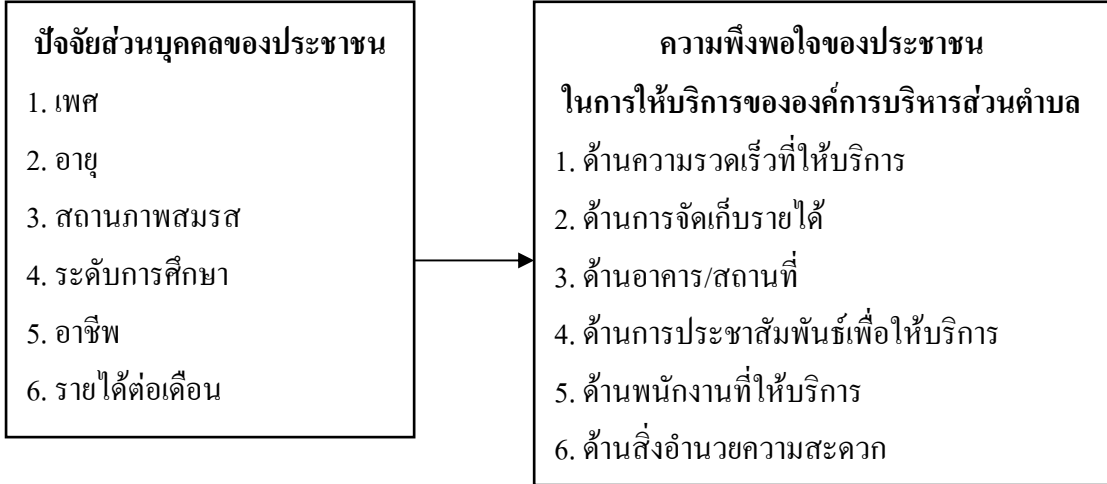 ปัจจัยส่วนบุคคลของประชาชน
1. เพศ
2. อายุ
3. สถานภาพสมรส
4. ระดับการศึกษา
5. อาชีพ
6. รายได้ต่อเดือน
ความพึงพอใจของประชาชน
ในการให้บริการขององค์การบริหารส่วนตำบล
1. ด้านความรวดเร็วที่ให้บริการ
2. ด้านการจัดเก็บรายได้
3. ด้านอาคาร/สถานที่
4. ด้านการประชาสัมพันธ์เพื่อให้บริการ
5. ด้านพนักงานที่ให้บริการ
6. ด้านสิ่งอำนวยความสะดวก